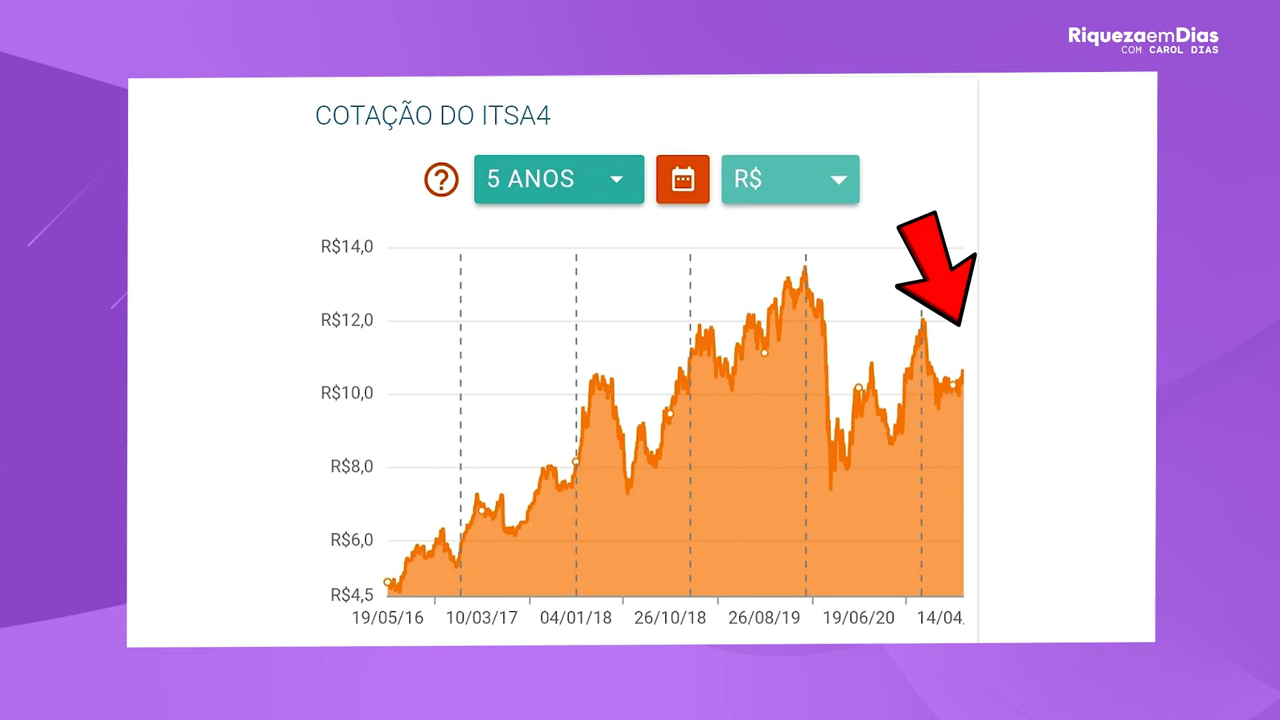 RiquezaemDias
COM CAROL DIAS
COTAÇÃO DO ITSA4
?
5 ANOS
R$
R$14,0
R$12,0
R$10,0
R$8,0
R$6,0
R$4,5
19/05/16 10/03/17 04/01/18 26/10/18 26/08/19 19/06/20 14/04.